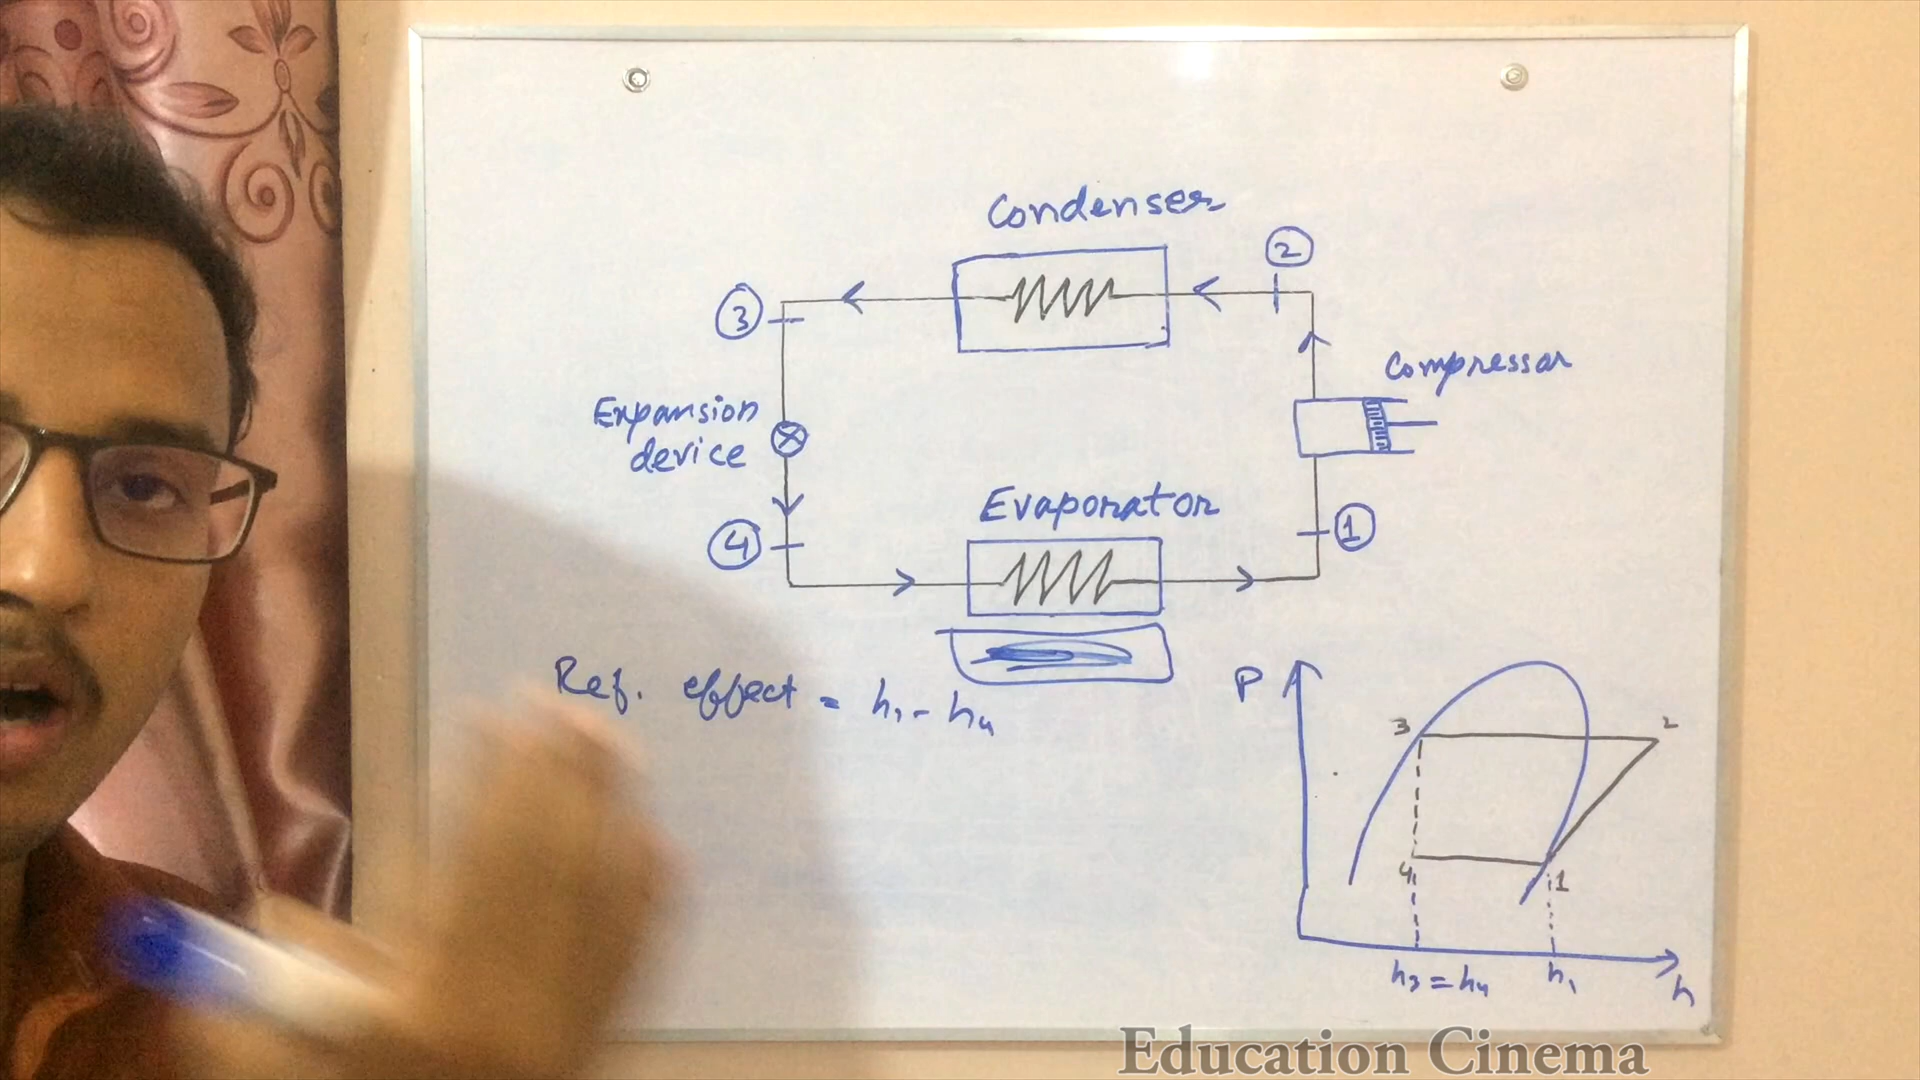 Condenser
2
3
Compressor
Expansion
device
Evaporator
4
1
Ref. effect = h₁ - h₄
P
3
2
4
1
h₃ = h₄
h₁
h
Education Cinema